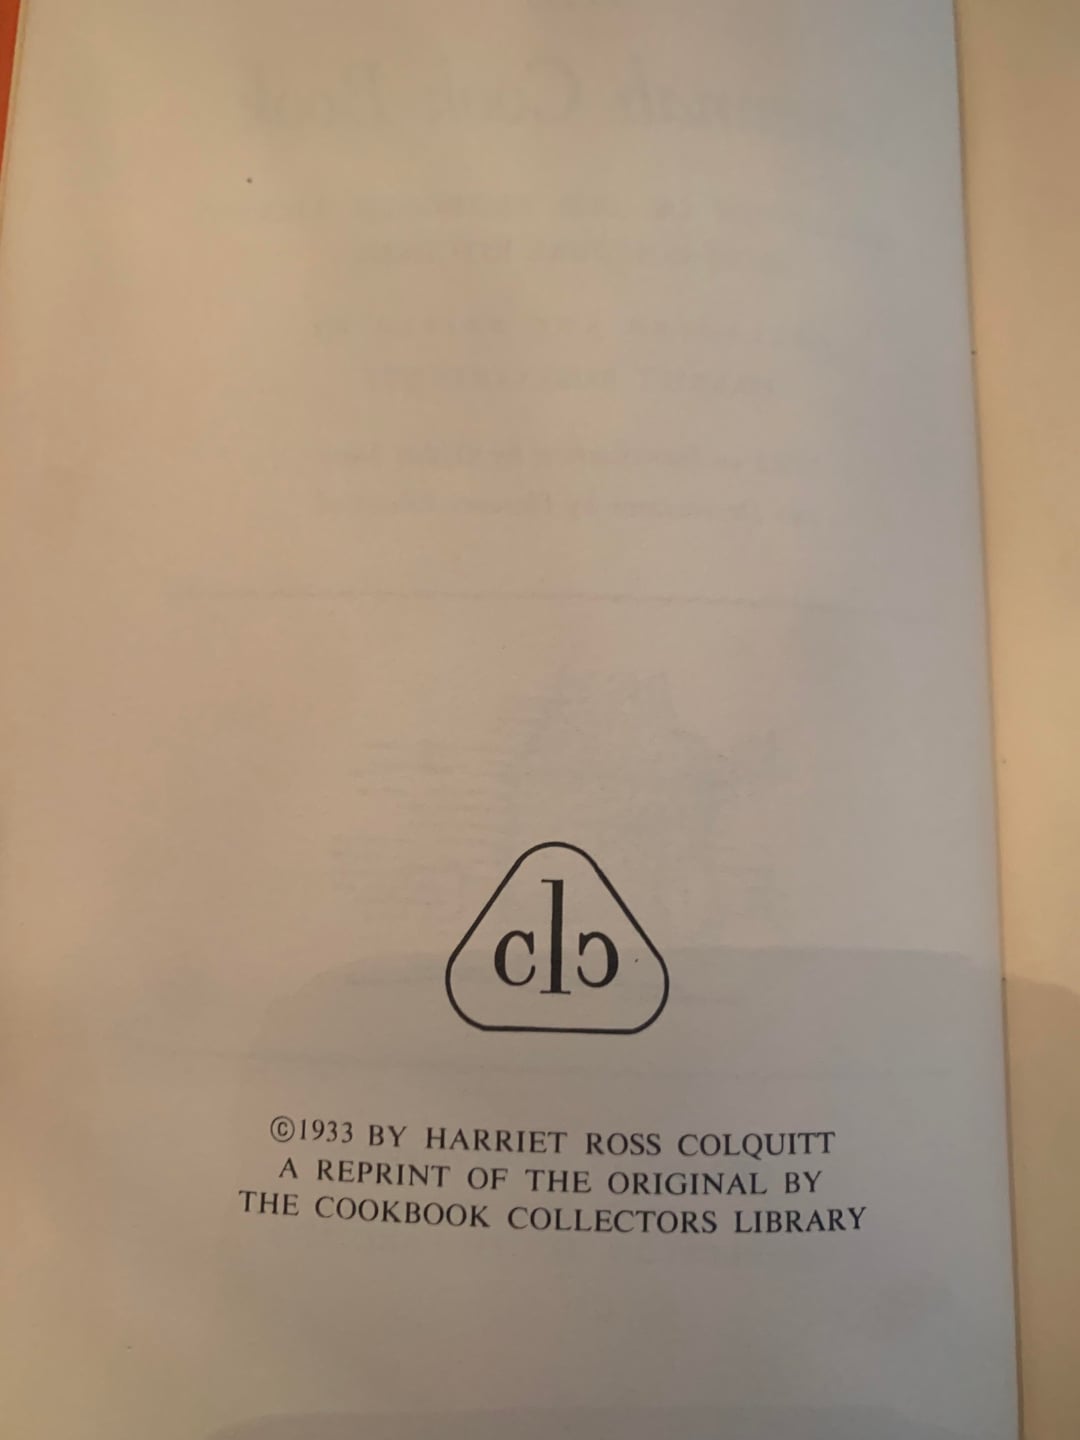 clc
©1933 BY HARRIET ROSS COLQUITT
A REPRINT OF THE ORIGINAL BY
THE COOKBOOK COLLECTORS LIBRARY